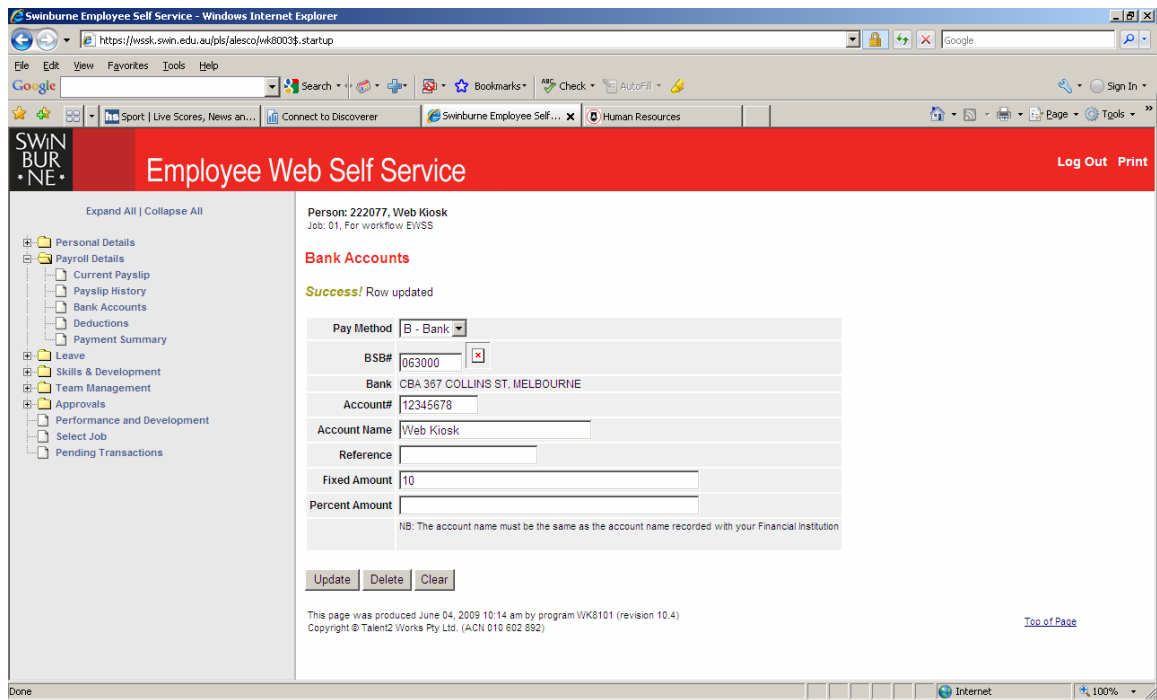 Swinburne Employee Self Service - Windows Internet Explorer
https://wssk.swin.edu.au/pls/alesco/wk8003$.startup
Google
File Edit View Favorites Tools Help
Google Search Bookmarks Check AutoFill Sign In
Sport | Live Scores, News an... Connect to Discoverer Swinburne Employee Self... Human Resources Page Tools
SWIN
BUR
NE
Employee Web Self Service
Log Out Print
Expand All | Collapse All
Personal Details
Payroll Details
Current Payslip
Payslip History
Bank Accounts
Deductions
Payment Summary
Leave
Skills & Development
Team Management
Approvals
Performance and Development
Select Job
Pending Transactions
Person: 222077, Web Kiosk
Job: 01, For workflow EWSS
Bank Accounts
Success! Row updated
Pay Method B - Bank
BSB# 063000
Bank CBA 367 COLLINS ST, MELBOURNE
Account# 12345678
Account Name Web Kiosk
Reference
Fixed Amount 10
Percent Amount
NB: The account name must be the same as the account name recorded with your Financial Institution
Update Delete Clear
This page was produced June 04, 2009 10:14 am by program WK8101 (revision 10.4)
Copyright © Talent2 Works Pty Ltd. (ACN 010 602 892)
Top of Page
Done Internet 100%